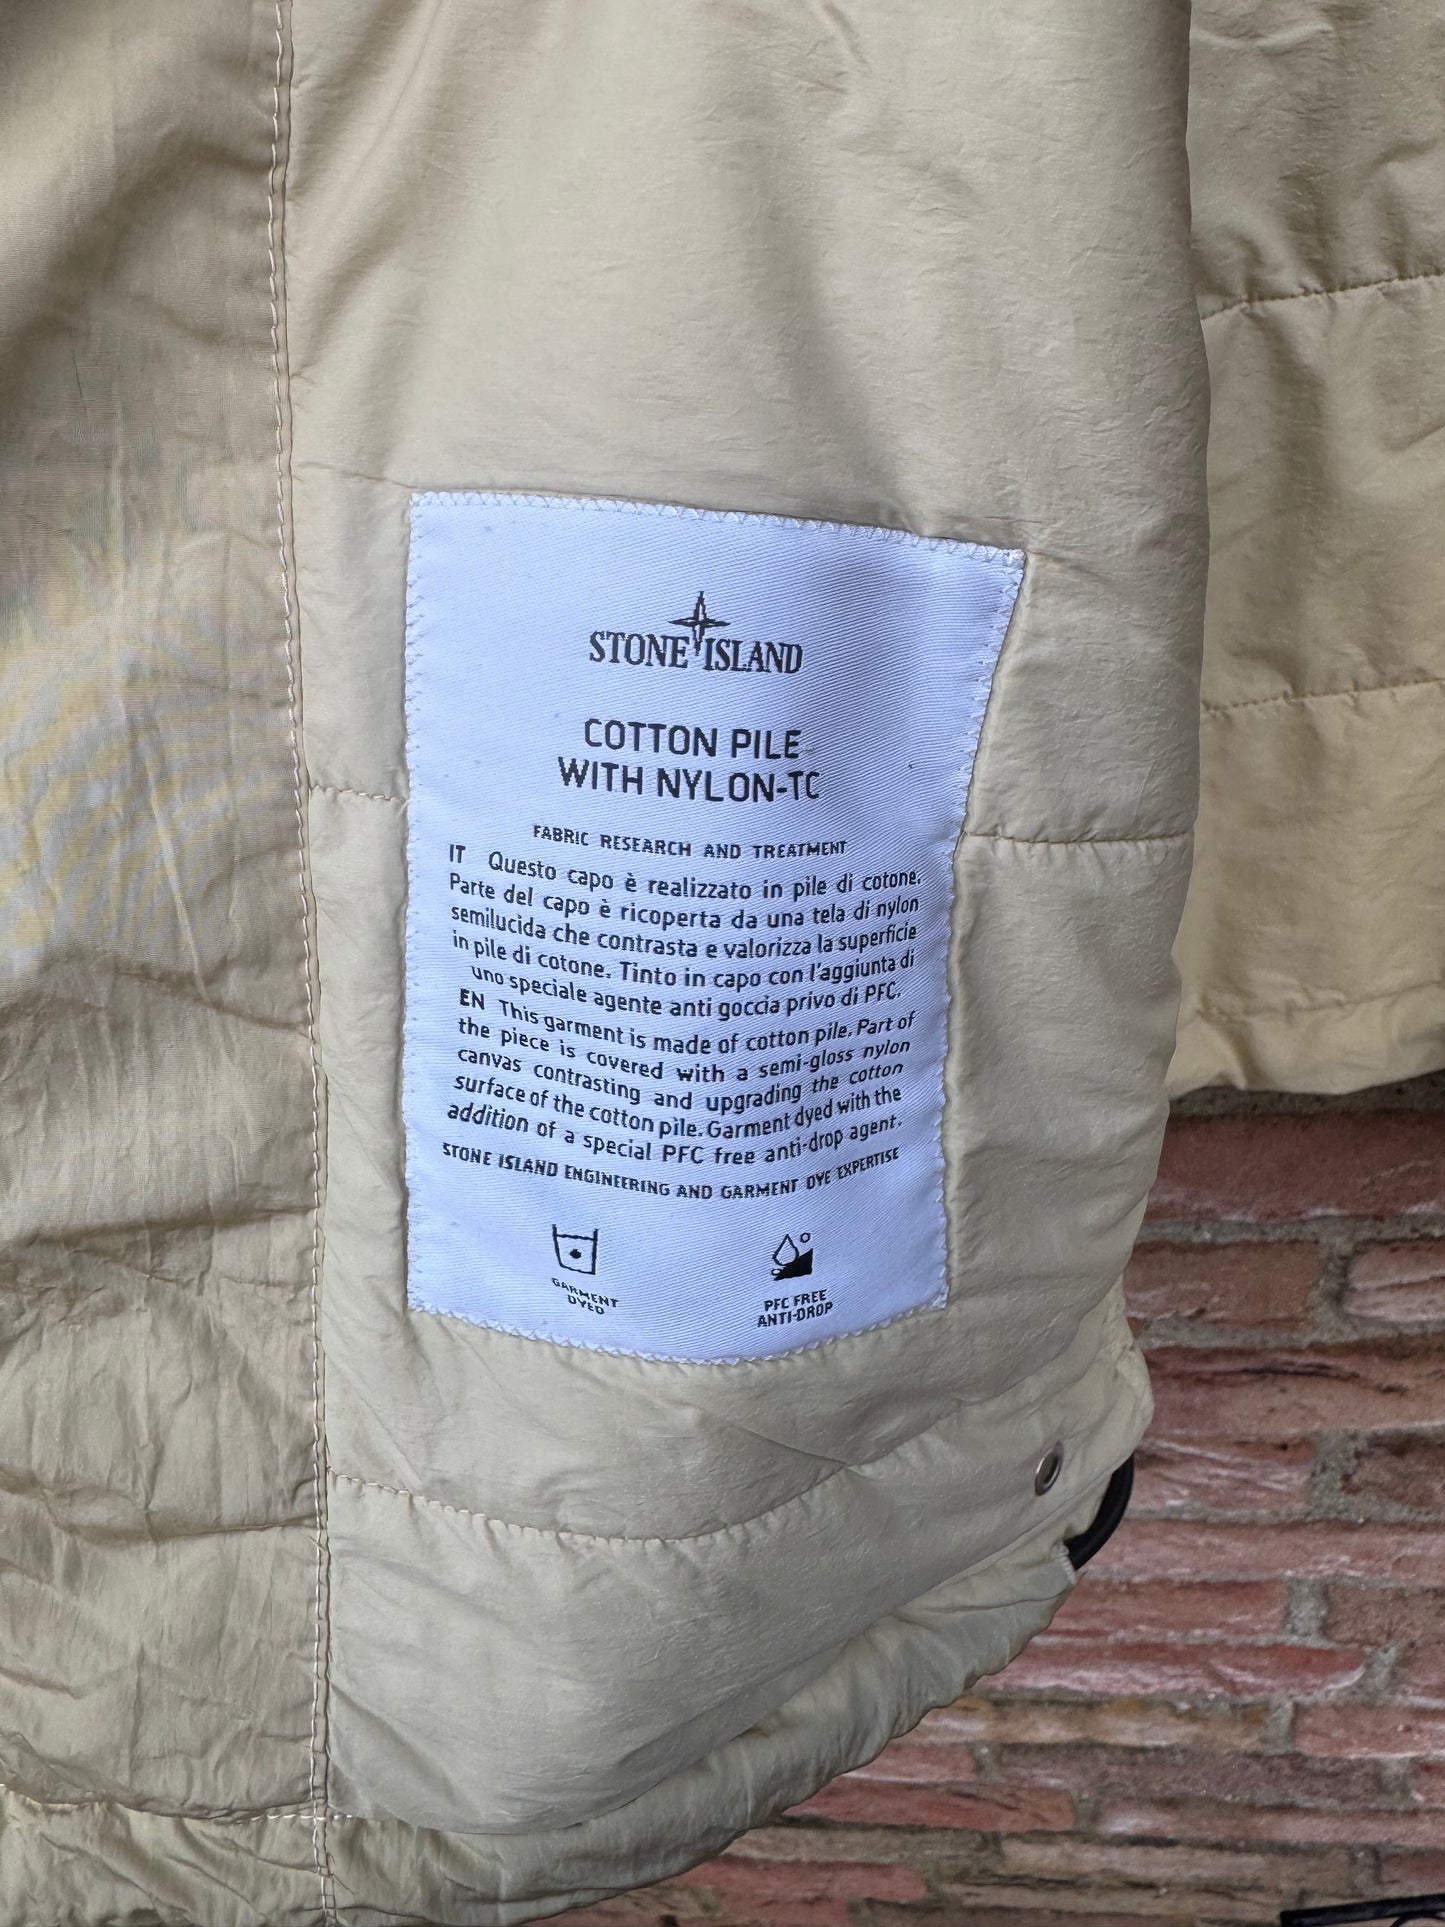 STONE ISLAND
COTTON PILE
WITH NYLON-TC
FABRIC RESEARCH AND TREATMENT
IT Questo capo è realizzato in pile di cotone.
Parte del capo è ricoperta da una tela di nylon
semilucida che contrasta e valorizza la superficie
in pile di cotone. Tinto in capo con l'aggiunta di
uno speciale agente anti goccia privo di PFC.
EN This garment is made of cotton pile. Part of
the piece is covered with a semi-gloss nylon
canvas contrasting and upgrading the cotton
surface of the cotton pile. Garment dyed with the
addition of a special PFC free anti-drop agent.
STONE ISLAND ENGINEERING AND GARMENT DYE EXPERTISE
GARMENT
DYED
PFC FREE
ANTI-DROP